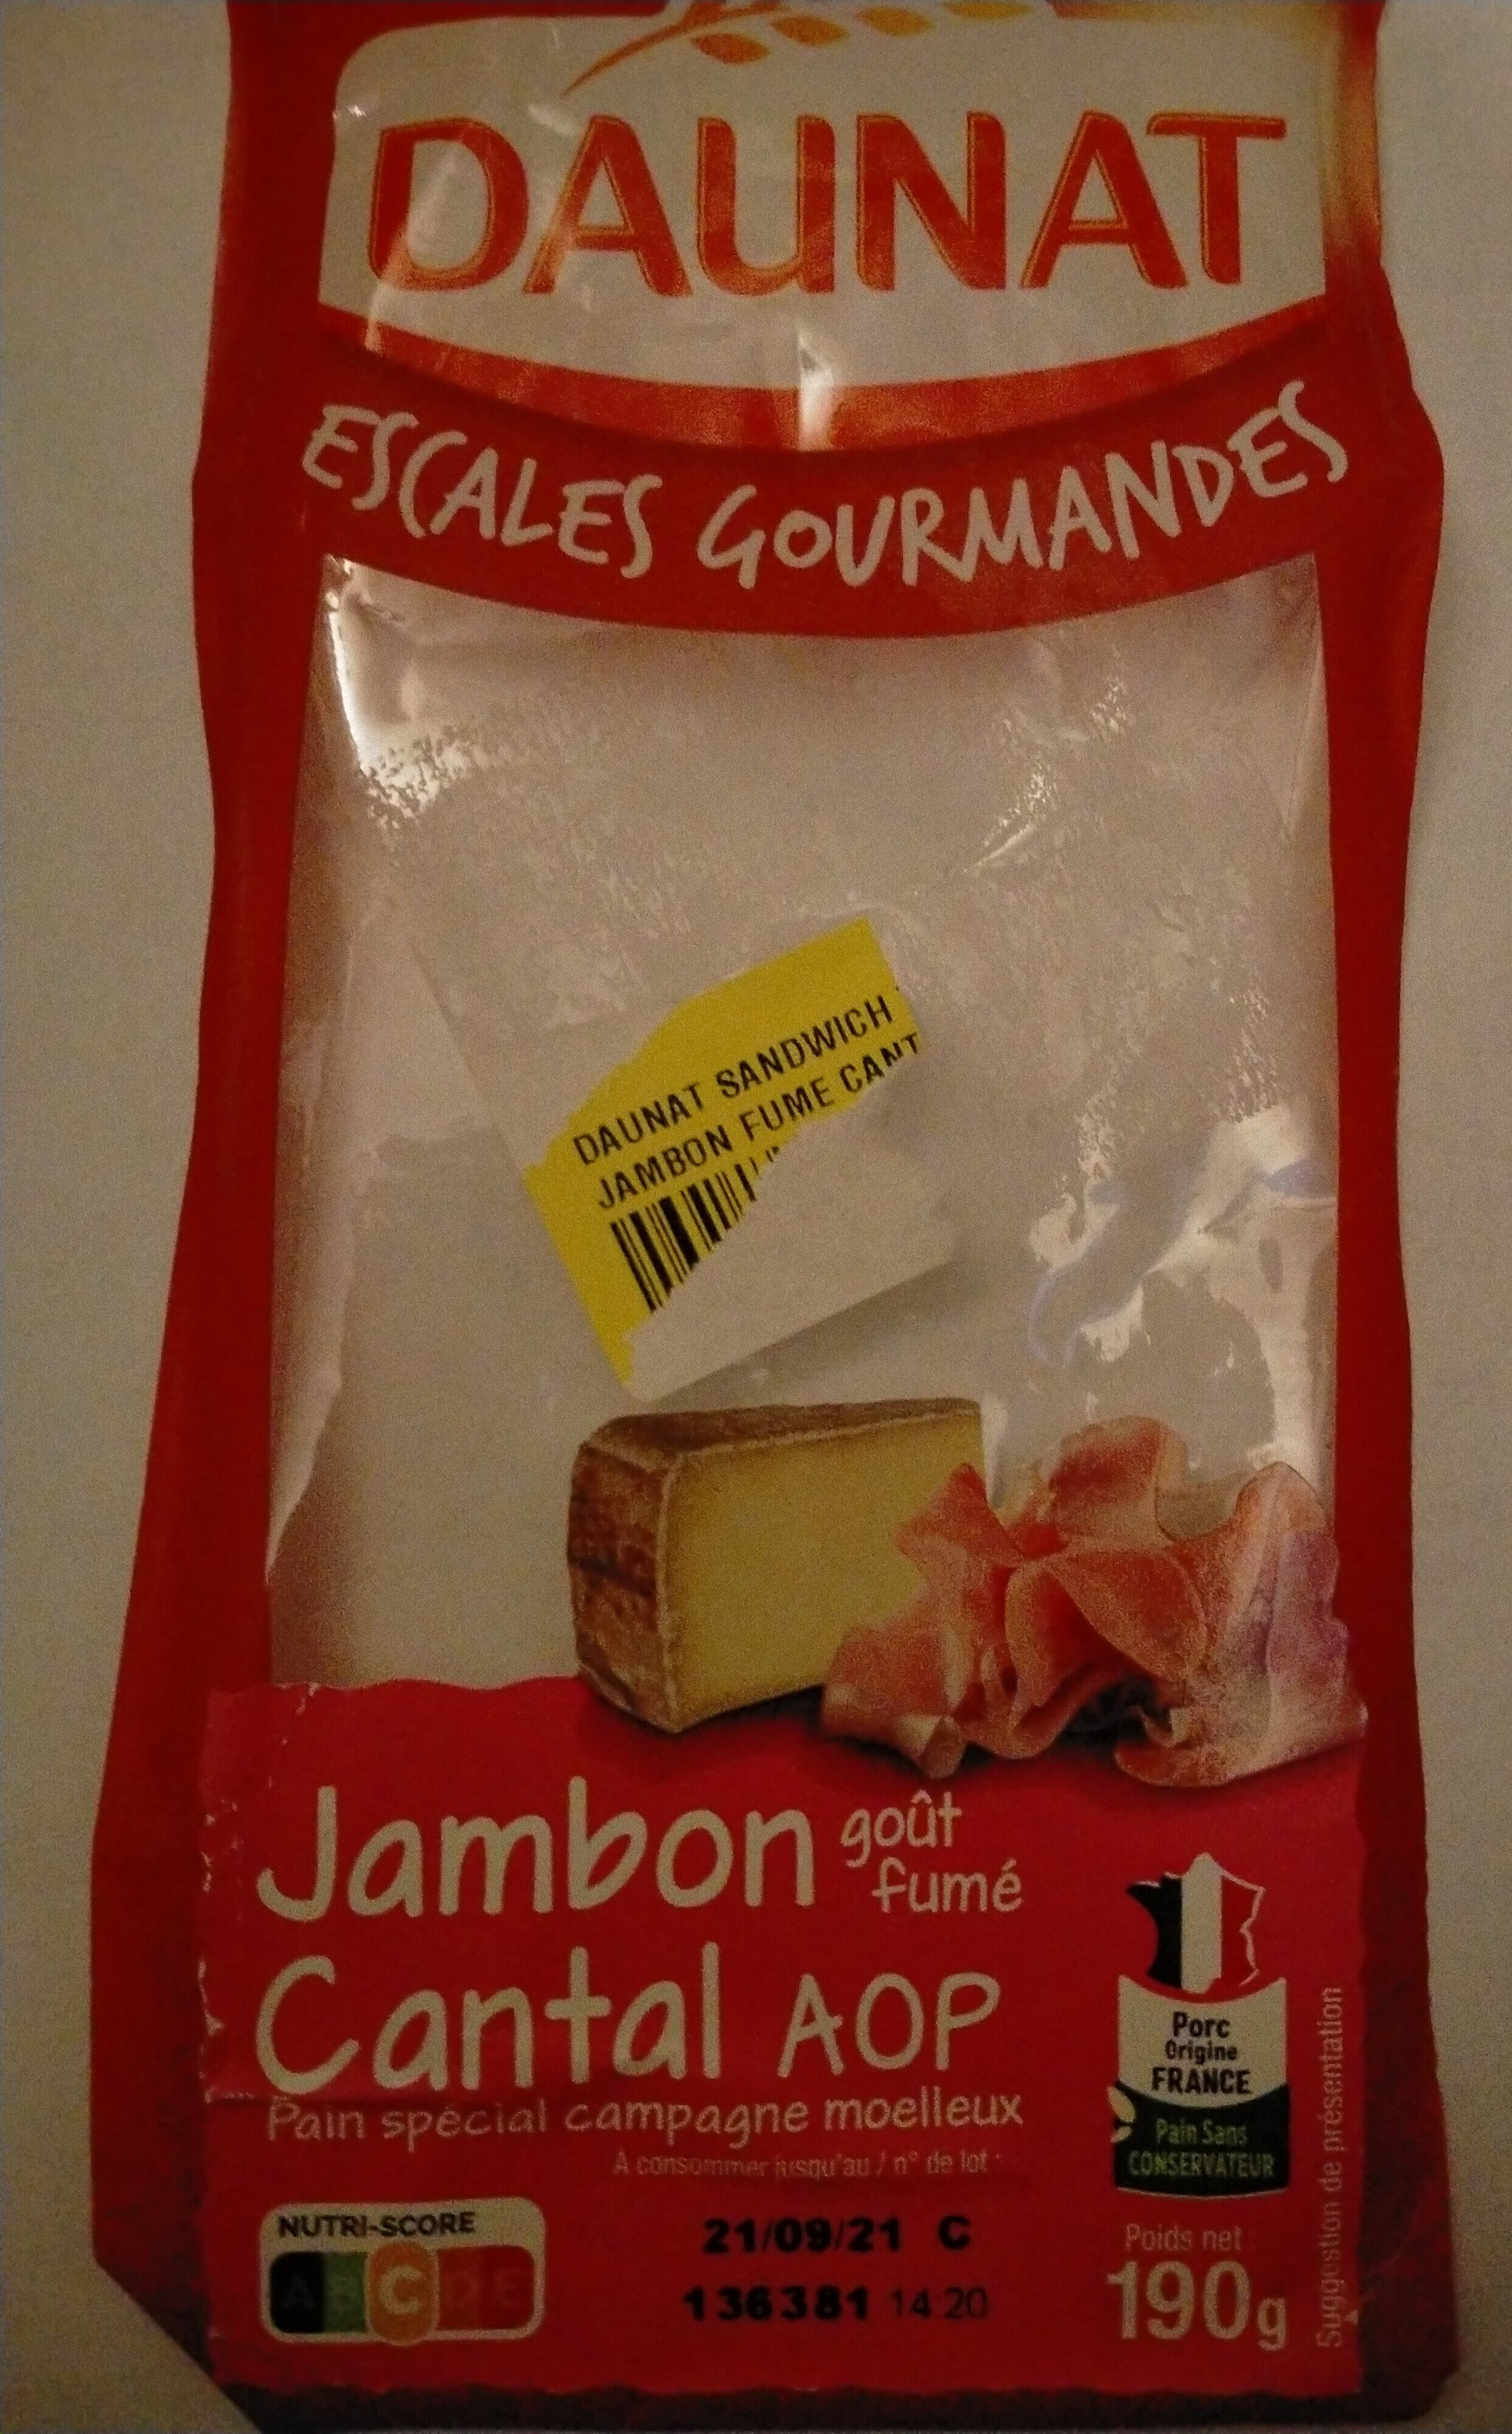 DAUNAT
ESCALES GOURMANDES
DAUNAT SANDWICH
JAMBON FUME CANT
Jambon goût fumé
Cantal AOP
Pain spécial campagne moelleux
A consommer jusqu'au / n° de lot :
21/09/21 C
136381 14:20
NUTRI-SCORE
A B C D E
Porc
Origine
FRANCE
Pain Sans
CONSERVATEUR
Poids net :
190g
Suggestion de présentation